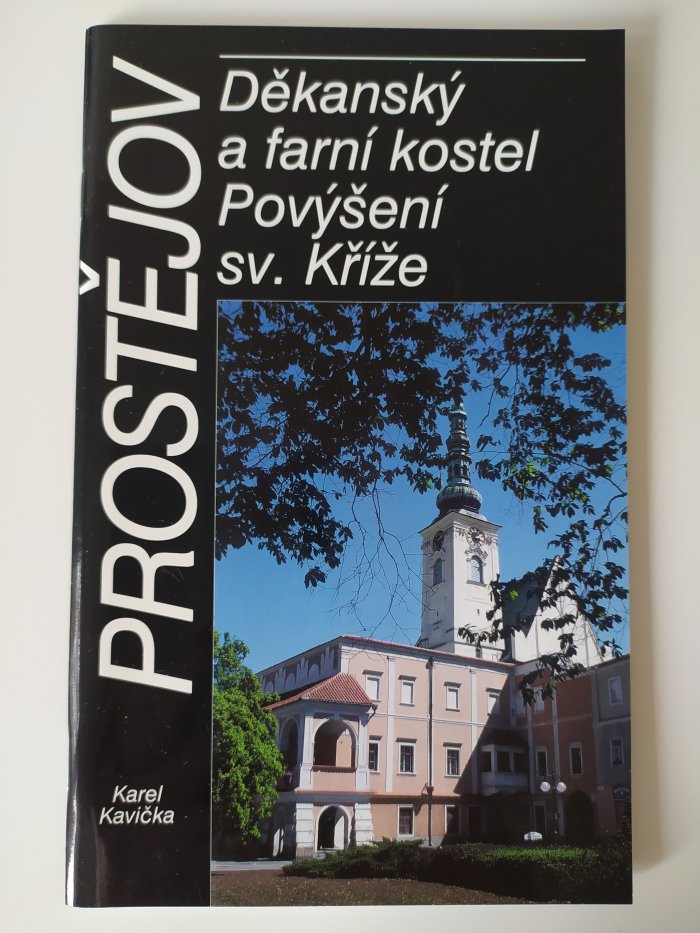 PROSTĚJOV
Děkanský
a farní kostel
Povýšení
sv. Kříže
Karel
Kavička